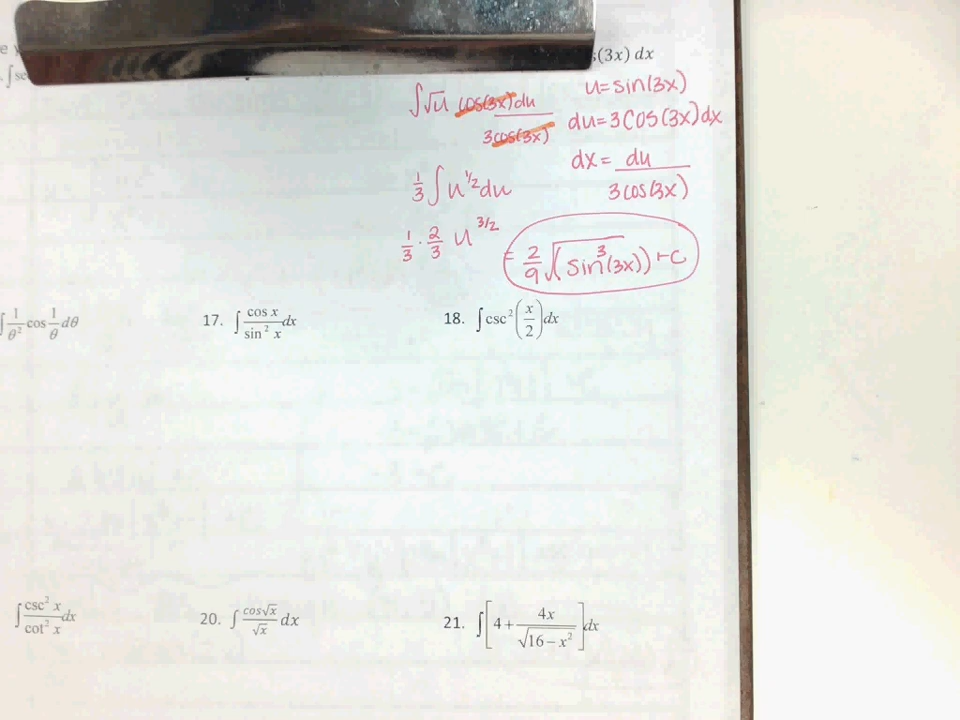 s(3x) dx
∫se
∫√u cos(3x)du / 3cos(3x)
u=sin(3x)
du=3cos(3x)dx
dx= du / 3cos(3x)
1/3 ∫u^1/2 du
1/3 · 2/3 u^3/2 = 2/9 √(sin³(3x)) +C
∫ 1/θ² cos 1/θ dθ
17. ∫ cos x / sin² x dx
18. ∫csc²(x/2)dx
∫ csc² x / cot² x dx
20. ∫ cos√x / √x dx
21. ∫[4+ 4x / √16−x²]dx